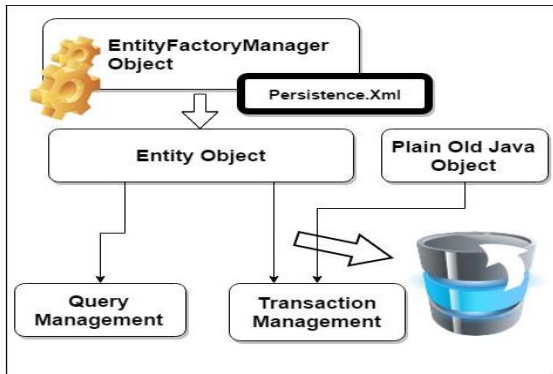 EntityFactoryManager
Object
Persistence.Xml
Entity Object
Plain Old Java
Object
Query
Management
Transaction
Management